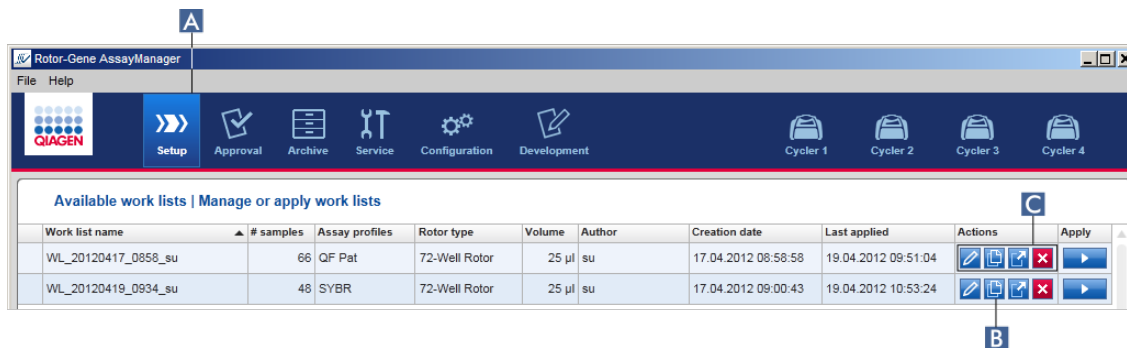 A
Rotor-Gene AssayManager
File Help
QIAGEN
Setup Approval Archive Service Configuration Development Cycler 1 Cycler 2 Cycler 3 Cycler 4
Available work lists | Manage or apply work lists
C
Work list name # samples Assay profiles Rotor type Volume Author Creation date Last applied Actions Apply
WL_20120417_0858_su 66 QF Pat 72-Well Rotor 25 µl su 17.04.2012 08:58:58 19.04.2012 09:51:04
WL_20120419_0934_su 48 SYBR 72-Well Rotor 25 µl su 17.04.2012 09:00:43 19.04.2012 10:53:24
B